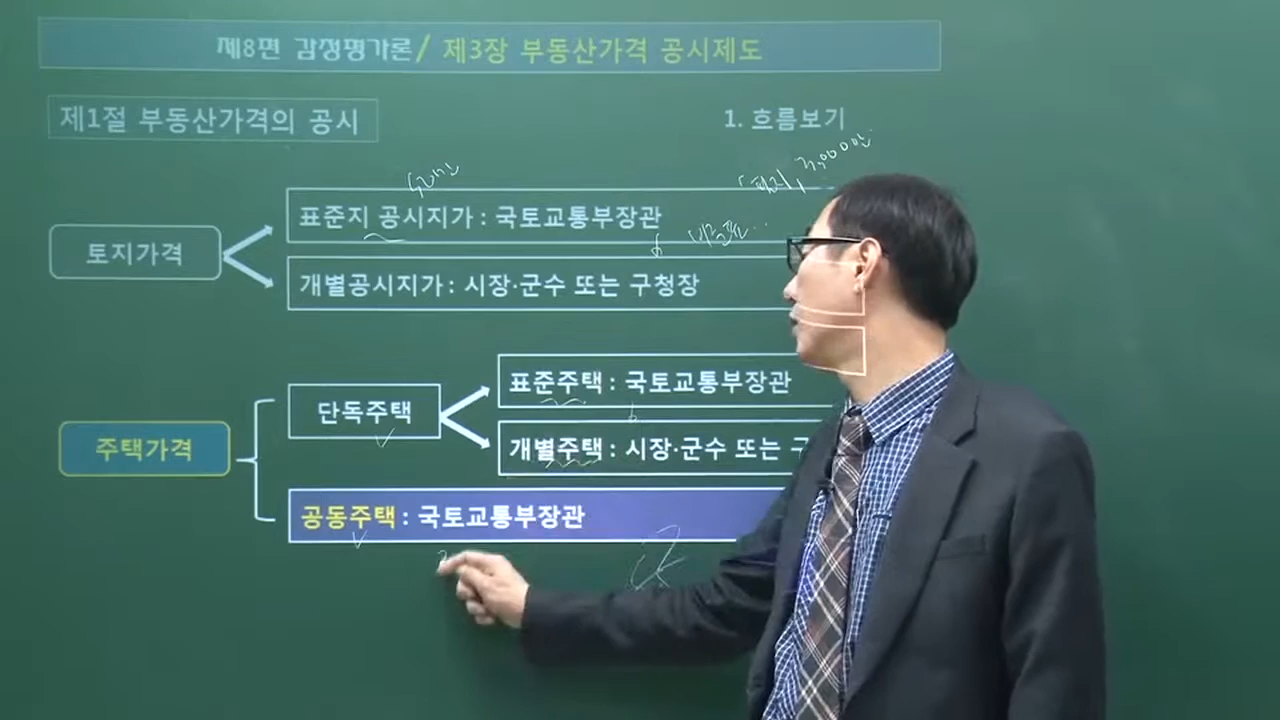 제8편 감정평가론/ 제3장 부동산가격 공시제도
제1절 부동산가격의 공시
1. 흐름보기
토지가격
표준지 공시지가 : 국토교통부장관
개별공시지가 : 시장·군수 또는 구청장
주택가격
단독주택
표준주택 : 국토교통부장관
개별주택 : 시장·군수 또는 구
공동주택 : 국토교통부장관